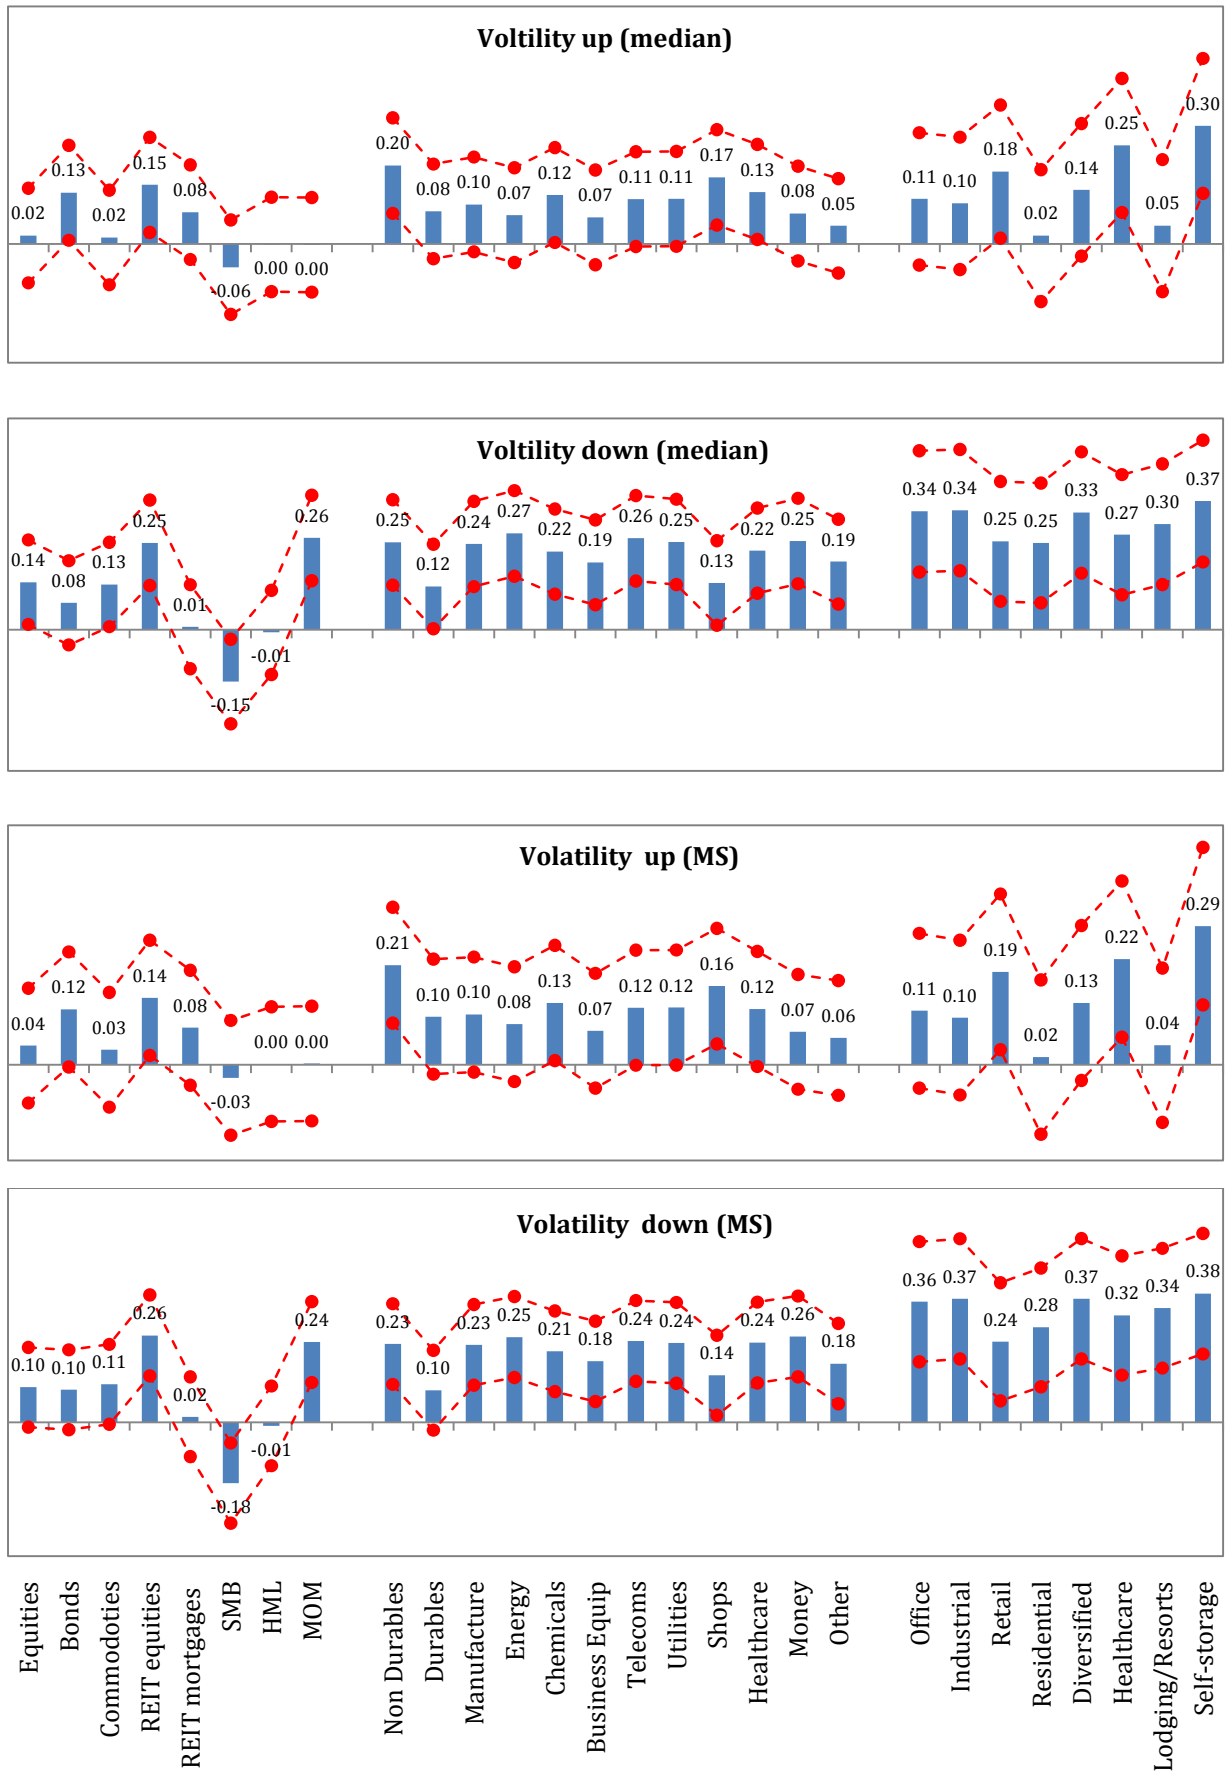 Voltility up (median)
0.02 0.13 0.02 0.15 0.08 -0.06 0.00 0.00 0.20 0.08 0.10 0.07 0.12 0.07 0.11 0.11 0.17 0.13 0.08 0.05 0.11 0.10 0.18 0.02 0.14 0.25 0.05 0.30
Voltility down (median)
0.14 0.08 0.13 0.25 0.01 -0.15 -0.01 0.26 0.25 0.12 0.24 0.27 0.22 0.19 0.26 0.25 0.13 0.22 0.25 0.19 0.34 0.34 0.25 0.25 0.33 0.27 0.30 0.37
Volatility up (MS)
0.04 0.12 0.03 0.14 0.08 -0.03 0.00 0.00 0.21 0.10 0.10 0.08 0.13 0.07 0.12 0.12 0.16 0.12 0.07 0.06 0.11 0.10 0.19 0.02 0.13 0.22 0.04 0.29
Volatility down (MS)
0.10 0.10 0.11 0.26 0.02 -0.18 -0.01 0.24 0.23 0.10 0.23 0.25 0.21 0.18 0.24 0.24 0.14 0.24 0.26 0.18 0.36 0.37 0.24 0.28 0.37 0.32 0.34 0.38
Equities
Bonds
Commodoties
REIT equities
REIT mortgages
SMB
HML
MOM
Non Durables
Durables
Manufacture
Energy
Chemicals
Business Equip
Telecoms
Utilities
Shops
Healthcare
Money
Other
Office
Industrial
Retail
Residential
Diversified
Healthcare
Lodging/Resorts
Self-storage